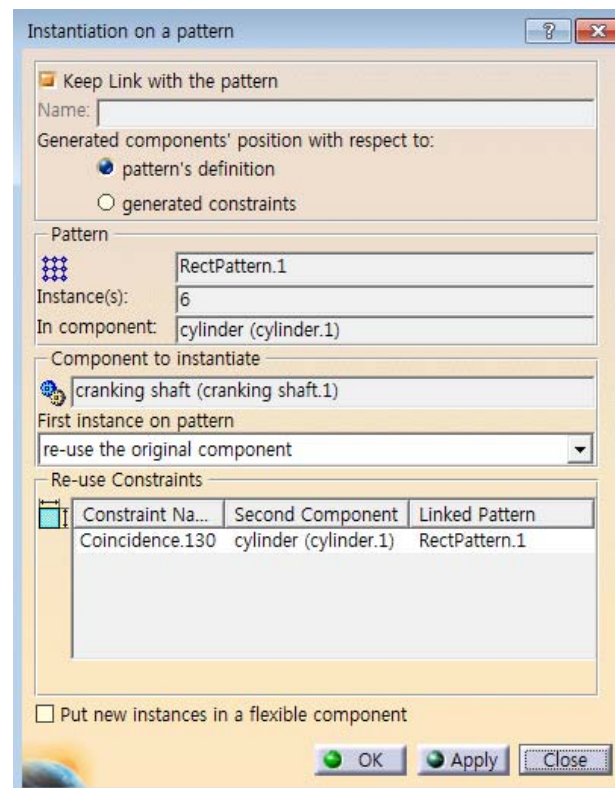 Instantiation on a pattern
Keep Link with the pattern
Name:
Generated components' position with respect to:
pattern's definition
generated constraints
Pattern
RectPattern.1
Instance(s): 6
In component: cylinder (cylinder.1)
Component to instantiate
cranking shaft (cranking shaft.1)
First instance on pattern
re-use the original component
Re-use Constraints
Constraint Na... Second Component Linked Pattern
Coincidence.130 cylinder (cylinder.1) RectPattern.1
Put new instances in a flexible component
OK Apply Close